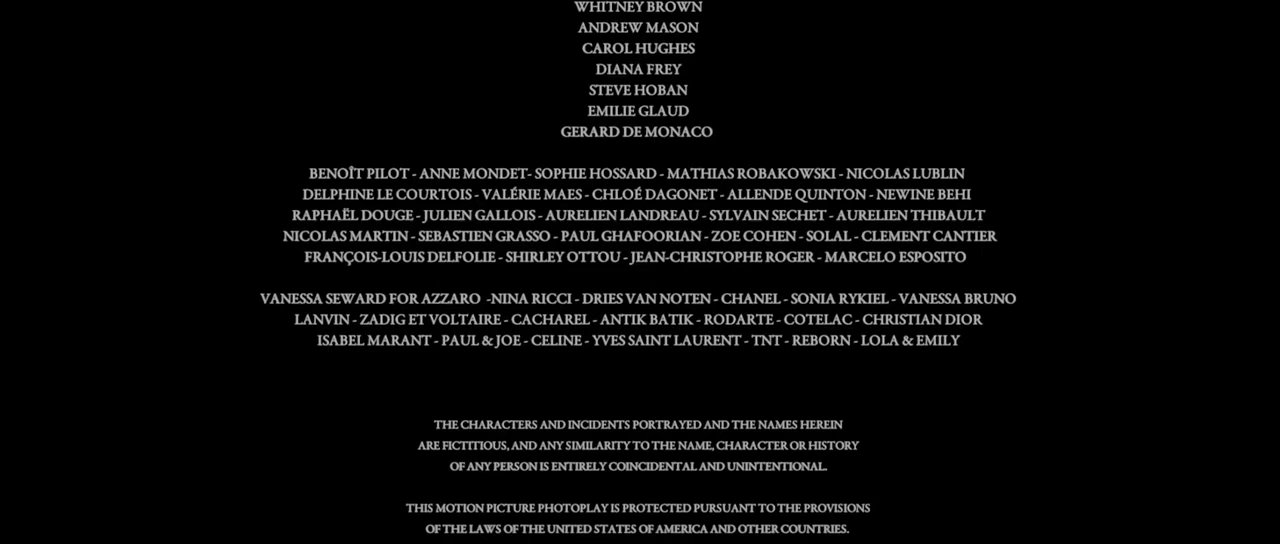 WHITNEY BROWN
ANDREW MASON
CAROL HUGHES
DIANA FREY
STEVE HOBAN
EMILIE GLAUD
GERARD DE MONACO
BENOÎT PILOT - ANNE MONDET- SOPHIE HOSSARD - MATHIAS ROBAKOWSKI - NICOLAS LUBLIN
DELPHINE LE COURTOIS - VALÉRIE MAES - CHLOÉ DAGONET - ALLENDE QUINTON - NEWINE BEHI
RAPHAËL DOUGE - JULIEN GALLOIS - AURELIEN LANDREAU - SYLVAIN SECHET - AURELIEN THIBAULT
NICOLAS MARTIN - SEBASTIEN GRASSO - PAUL GHAFOORIAN - ZOE COHEN - SOLAL - CLEMENT CANTIER
FRANÇOIS-LOUIS DELFOLIE - SHIRLEY OTTOU - JEAN-CHRISTOPHE ROGER - MARCELO ESPOSITO
VANESSA SEWARD FOR AZZARO -NINA RICCI - DRIES VAN NOTEN - CHANEL - SONIA RYKIEL - VANESSA BRUNO
LANVIN - ZADIG ET VOLTAIRE - CACHAREL - ANTIK BATIK - RODARTE - COTELAC - CHRISTIAN DIOR
ISABEL MARANT - PAUL & JOE - CELINE - YVES SAINT LAURENT - TNT - REBORN - LOLA & EMILY
THE CHARACTERS AND INCIDENTS PORTRAYED AND THE NAMES HEREIN
ARE FICTITIOUS, AND ANY SIMILARITY TO THE NAME, CHARACTER OR HISTORY
OF ANY PERSON IS ENTIRELY COINCIDENTAL AND UNINTENTIONAL.
THIS MOTION PICTURE PHOTOPLAY IS PROTECTED PURSUANT TO THE PROVISIONS
OF THE LAWS OF THE UNITED STATES OF AMERICA AND OTHER COUNTRIES.